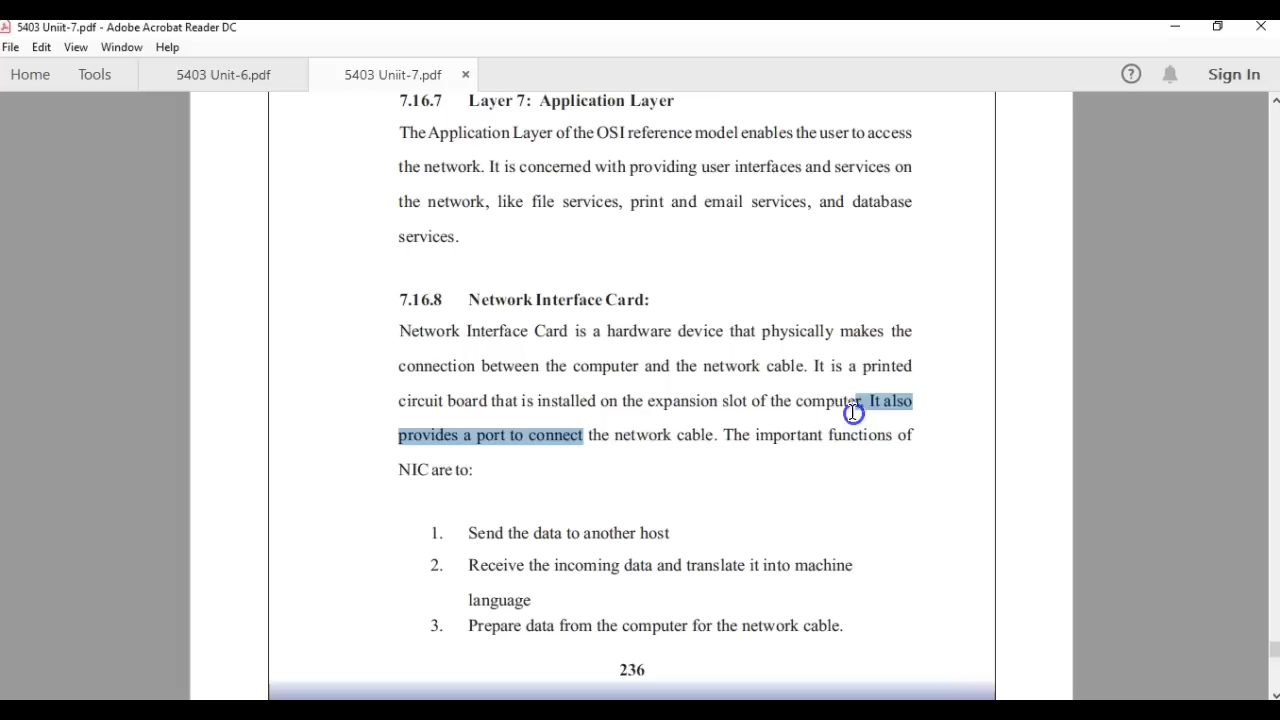 5403 Uniit-7.pdf - Adobe Acrobat Reader DC
File Edit View Window Help
Home Tools 5403 Unit-6.pdf 5403 Uniit-7.pdf × ? Sign In
7.16.7 Layer 7: Application Layer
The Application Layer of the OSI reference model enables the user to access
the network. It is concerned with providing user interfaces and services on
the network, like file services, print and email services, and database
services.
7.16.8 Network Interface Card:
Network Interface Card is a hardware device that physically makes the
connection between the computer and the network cable. It is a printed
circuit board that is installed on the expansion slot of the computer. It also
provides a port to connect the network cable. The important functions of
NIC are to:
1. Send the data to another host
2. Receive the incoming data and translate it into machine
language
3. Prepare data from the computer for the network cable.
236